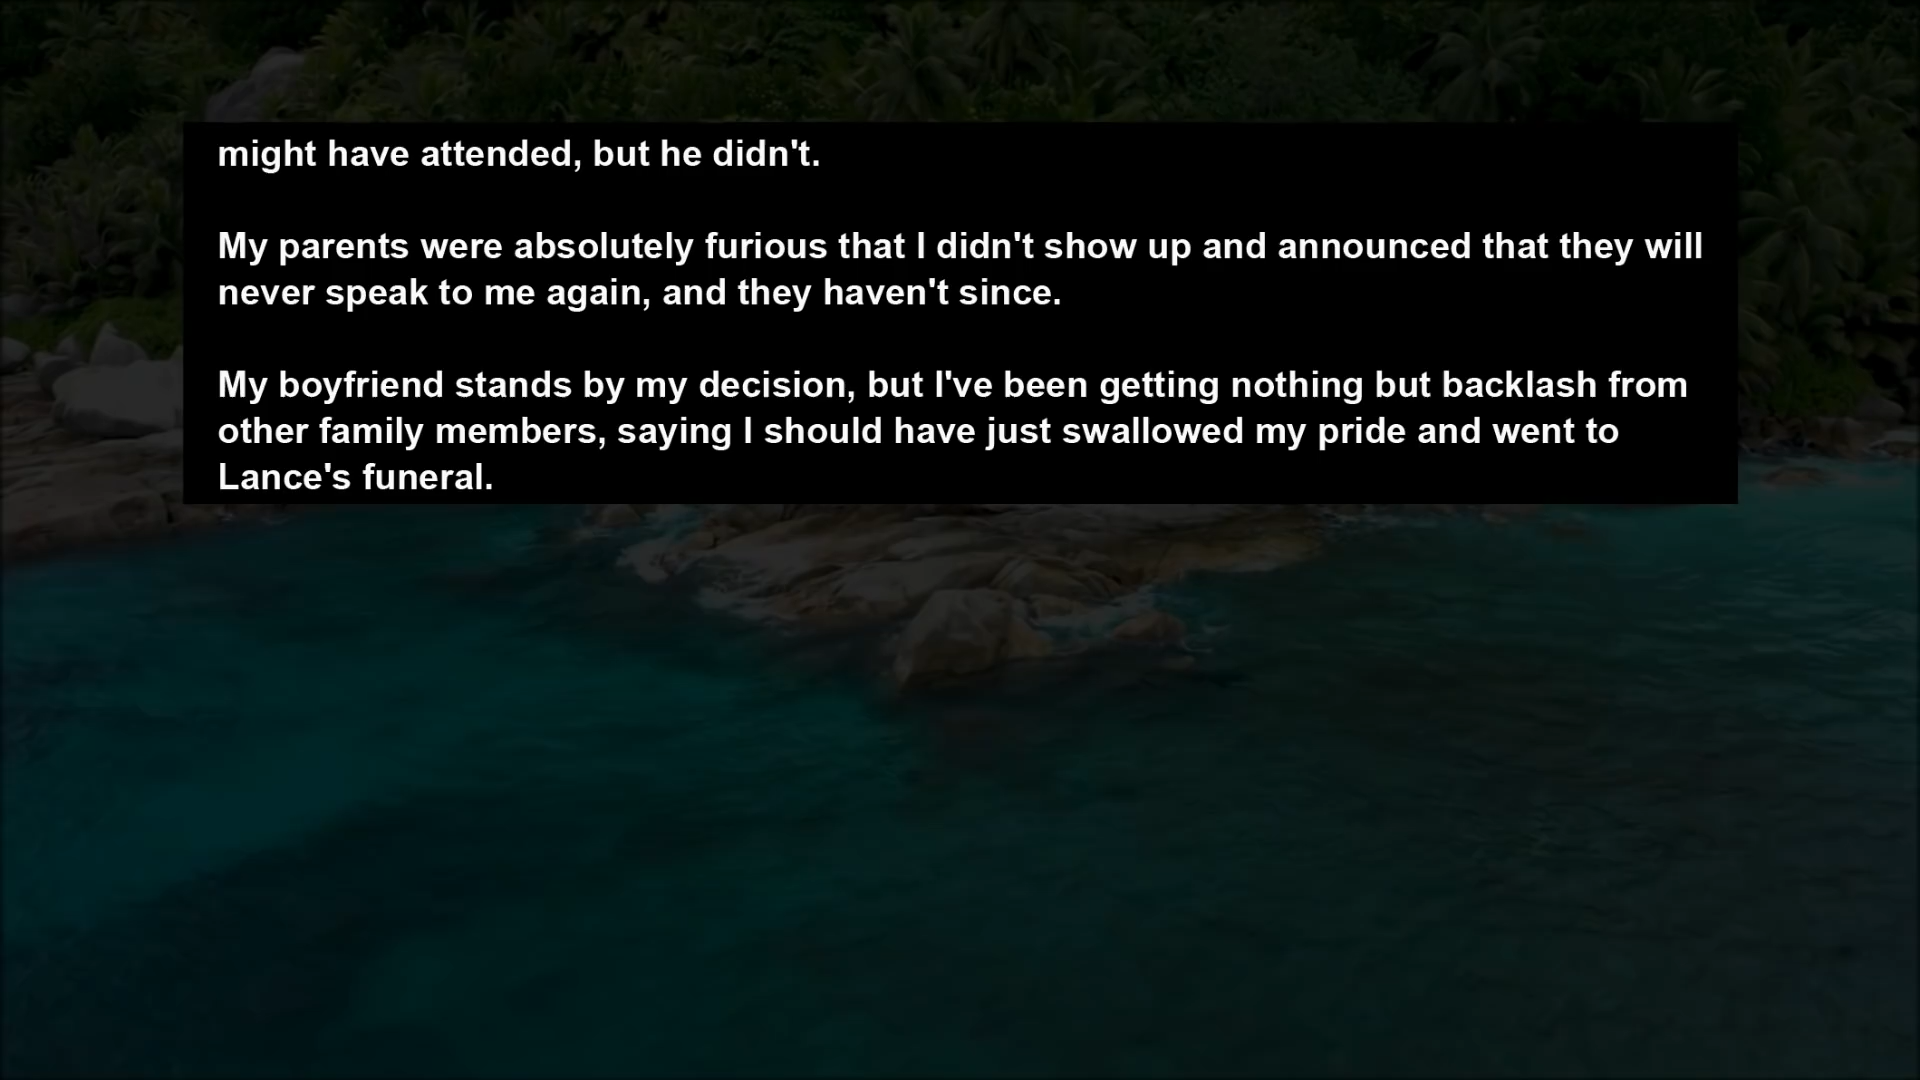 might have attended, but he didn't.
My parents were absolutely furious that I didn't show up and announced that they will
never speak to me again, and they haven't since.
My boyfriend stands by my decision, but I've been getting nothing but backlash from
other family members, saying I should have just swallowed my pride and went to
Lance's funeral.